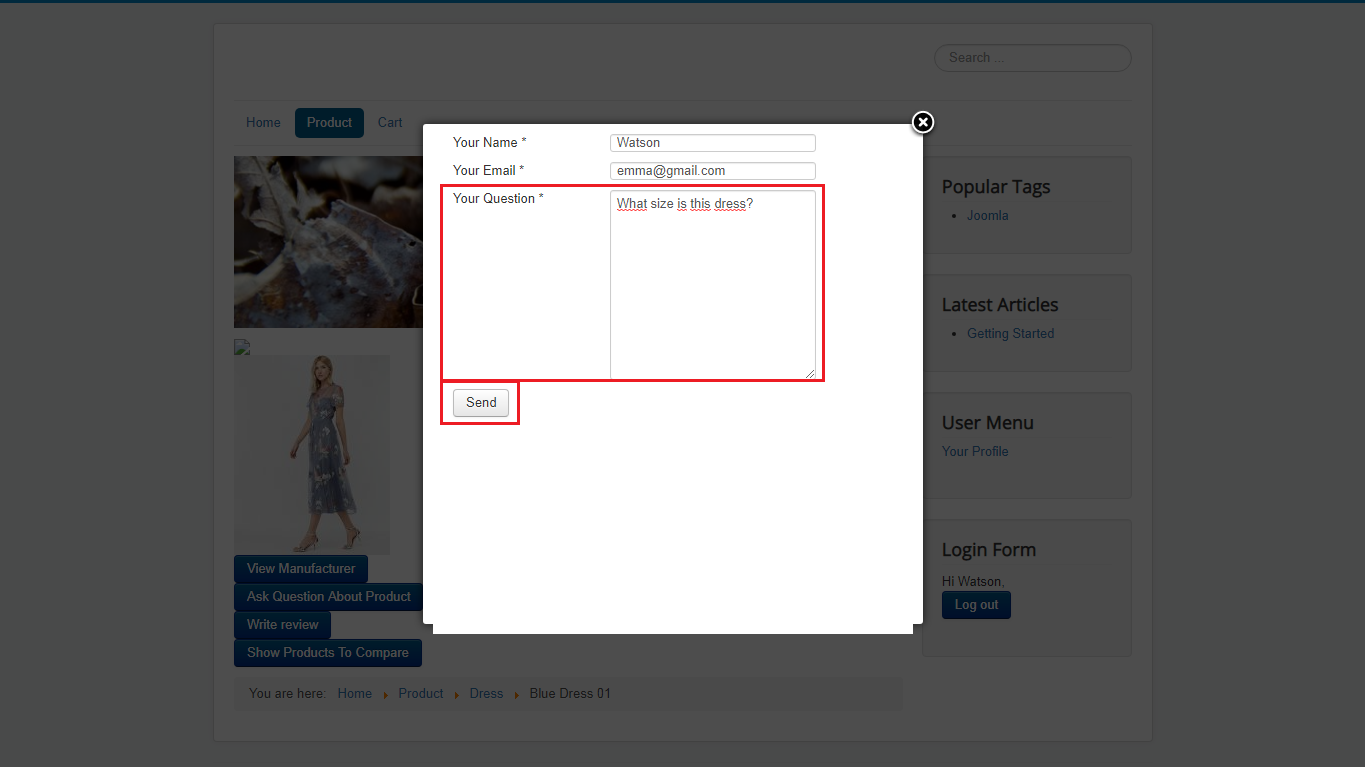 Search ...
Home
Product
Cart
Your Name *
Watson
Your Email *
emma@gmail.com
Your Question *
What size is this dress?
Send
Popular Tags
Joomla
Latest Articles
Getting Started
User Menu
Your Profile
Login Form
Hi Watson,
Log out
View Manufacturer
Ask Question About Product
Write review
Show Products To Compare
You are here: Home Product Dress Blue Dress 01